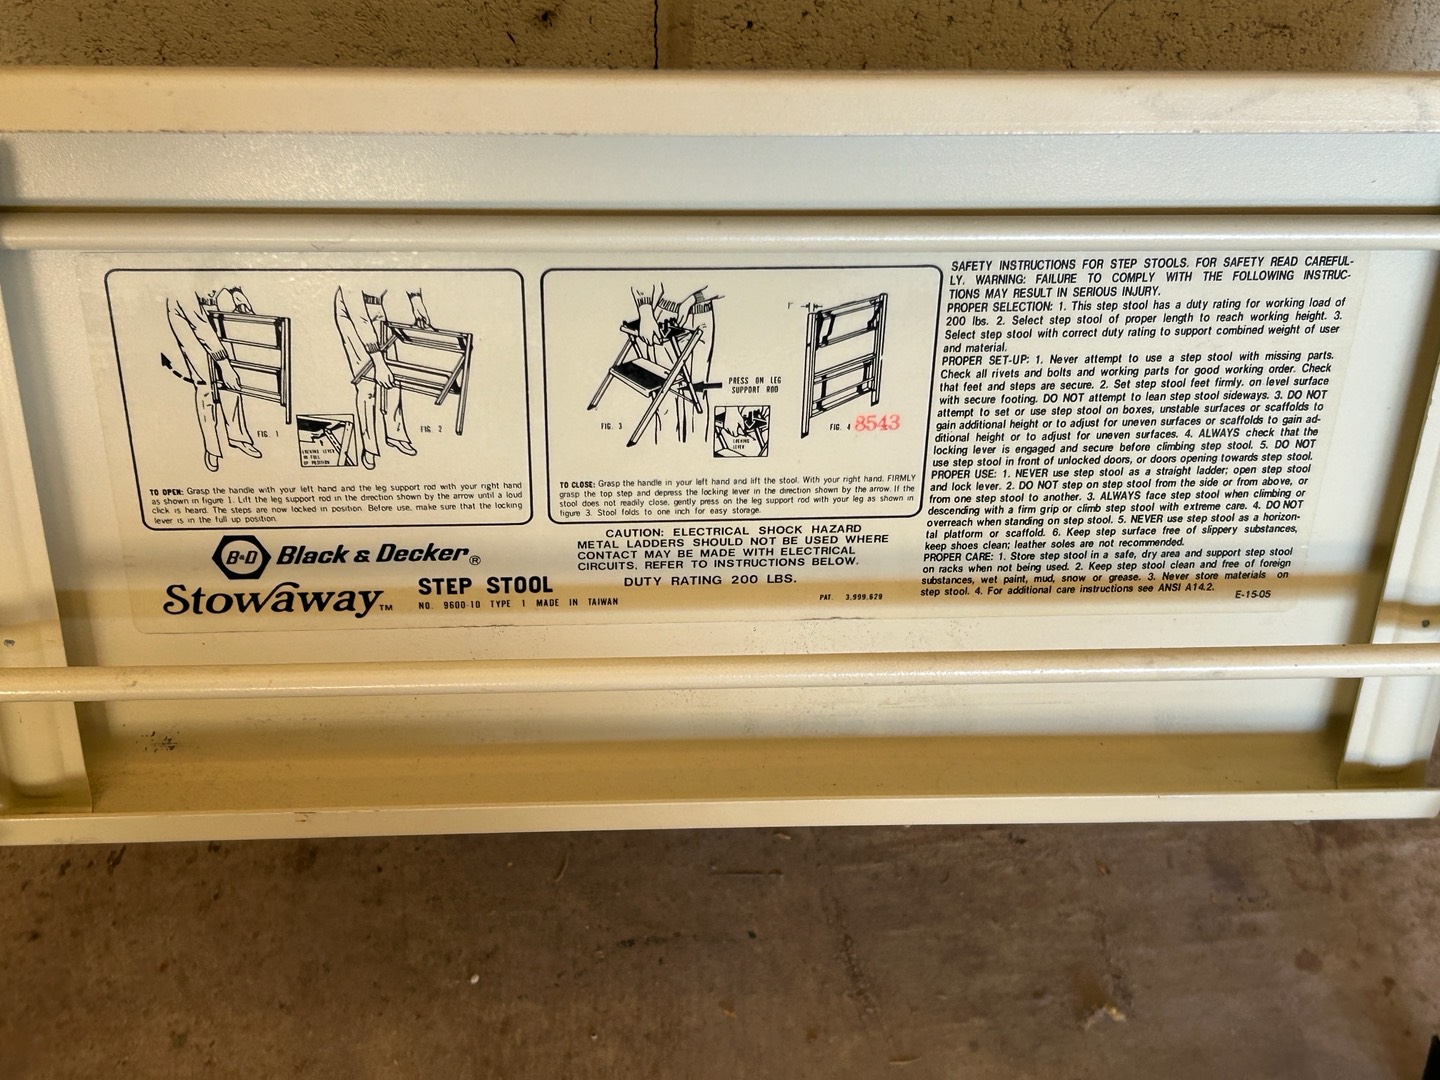 FIG. 1
LOCKING LEVER
IN FULL
UP POSITION
FIG. 2
TO OPEN: Grasp the handle with your left hand and the leg support rod with your right hand
as shown in figure 1. Lift the leg support rod in the direction shown by the arrow until a loud
click is heard. The steps are now locked in position. Before use, make sure that the locking
lever is in the full up position.
FIG. 3
PRESS ON LEG
SUPPORT ROD
LOCKING
LEVER
1"
FIG. 4
8543
TO CLOSE: Grasp the handle in your left hand and lift the stool. With your right hand, FIRMLY
grasp the top step and depress the locking lever in the direction shown by the arrow. If the
stool does not readily close, gently press on the leg support rod with your leg as shown in
figure 3. Stool folds to one inch for easy storage.
B&D Black & Decker®
Stowaway™
STEP STOOL
NO. 9600-10 TYPE 1 MADE IN TAIWAN
CAUTION: ELECTRICAL SHOCK HAZARD
METAL LADDERS SHOULD NOT BE USED WHERE
CONTACT MAY BE MADE WITH ELECTRICAL
CIRCUITS. REFER TO INSTRUCTIONS BELOW.
DUTY RATING 200 LBS.
PAT. 3,999,629
SAFETY INSTRUCTIONS FOR STEP STOOLS. FOR SAFETY READ CAREFUL-
LY. WARNING: FAILURE TO COMPLY WITH THE FOLLOWING INSTRUC-
TIONS MAY RESULT IN SERIOUS INJURY.
PROPER SELECTION: 1. This step stool has a duty rating for working load of
200 lbs. 2. Select step stool of proper length to reach working height. 3.
Select step stool with correct duty rating to support combined weight of user
and material.
PROPER SET-UP: 1. Never attempt to use a step stool with missing parts.
Check all rivets and bolts and working parts for good working order. Check
that feet and steps are secure. 2. Set step stool feet firmly. on level surface
with secure footing. DO NOT attempt to lean step stool sideways. 3. DO NOT
attempt to set or use step stool on boxes, unstable surfaces or scaffolds to
gain additional height or to adjust for uneven surfaces or scaffolds to gain ad-
ditional height or to adjust for uneven surfaces. 4. ALWAYS check that the
locking lever is engaged and secure before climbing step stool. 5. DO NOT
use step stool in front of unlocked doors, or doors opening towards step stool.
PROPER USE: 1. NEVER use step stool as a straight ladder; open step stool
and lock lever. 2. DO NOT step on step stool from the side or from above, or
from one step stool to another. 3. ALWAYS face step stool when climbing or
descending with a firm grip or climb step stool with extreme care. 4. DO NOT
overreach when standing on step stool. 5. NEVER use step stool as a horizon-
tal platform or scaffold. 6. Keep step surface free of slippery substances,
keep shoes clean; leather soles are not recommended.
PROPER CARE: 1. Store step stool in a safe, dry area and support step stool
on racks when not being used. 2. Keep step stool clean and free of foreign
substances, wet paint, mud, snow or grease. 3. Never store materials on
step stool. 4. For additional care instructions see ANSI A14.2.
E-15-05